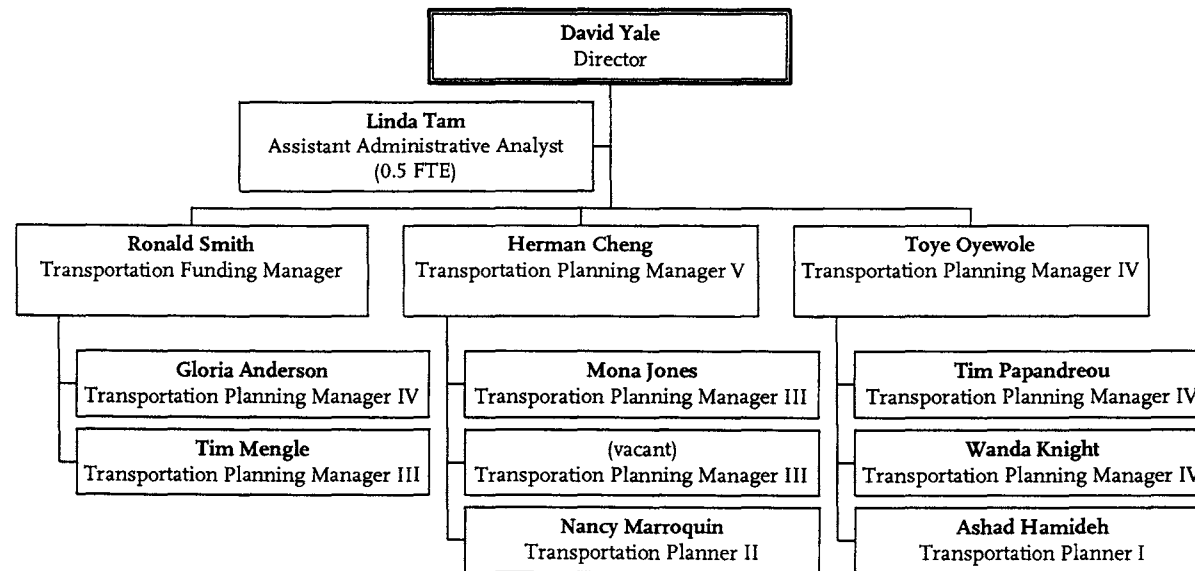 David Yale
Director
Linda Tam
Assistant Administrative Analyst
(0.5 FTE)
Ronald Smith
Transportation Funding Manager
Herman Cheng
Transportation Planning Manager V
Toye Oyewole
Transportation Planning Manager IV
Gloria Anderson
Transportation Planning Manager IV
Tim Mengle
Transportation Planning Manager III
Mona Jones
Transporation Planning Manager III
(vacant)
Transporation Planning Manager III
Nancy Marroquin
Transportation Planner II
Tim Papandreou
Transporation Planning Manager IV
Wanda Knight
Transportation Planning Manager IV
Ashad Hamideh
Transportation Planner I